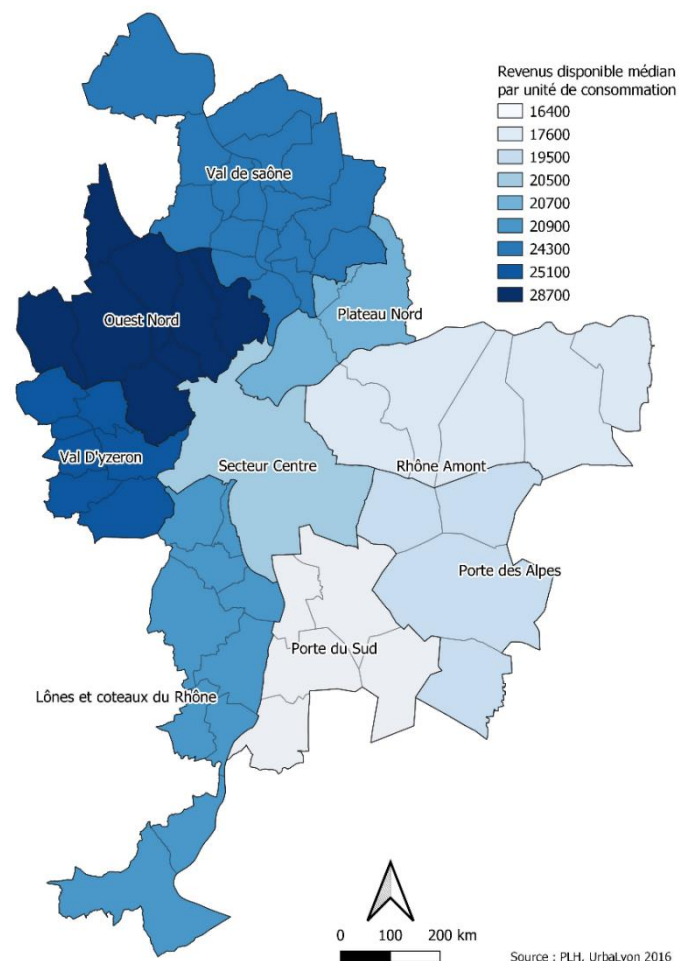 Revenus disponible médian
par unité de consommation
16400
17600
19500
20500
20700
20900
24300
25100
28700
Val de saône
Ouest Nord
Plateau Nord
Val D'yzeron
Secteur Centre
Rhône Amont
Porte des Alpes
Porte du Sud
Lônes et coteaux du Rhône
0 100 200 km
Source : PLH, UrbaLyon 2016